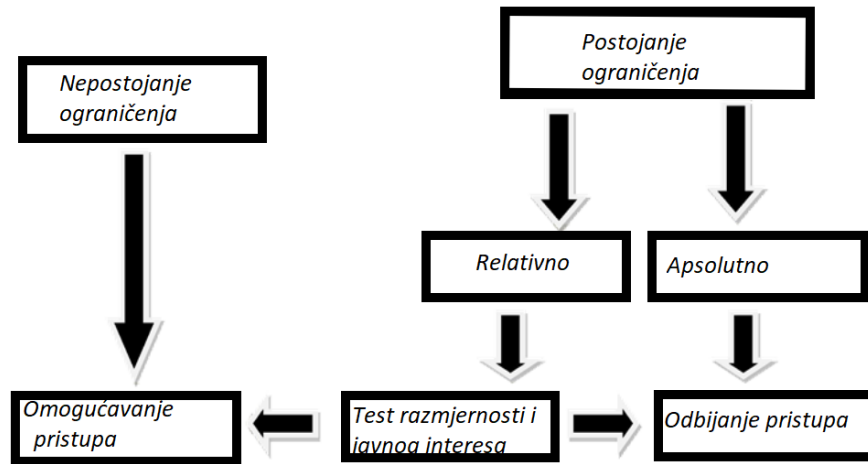 Nepostojanje
ograničenja
Postojanje
ograničenja
Relativno
Apsolutno
Omogućavanje
pristupa
Test razmjernosti i
javnog interesa
Odbijanje pristupa